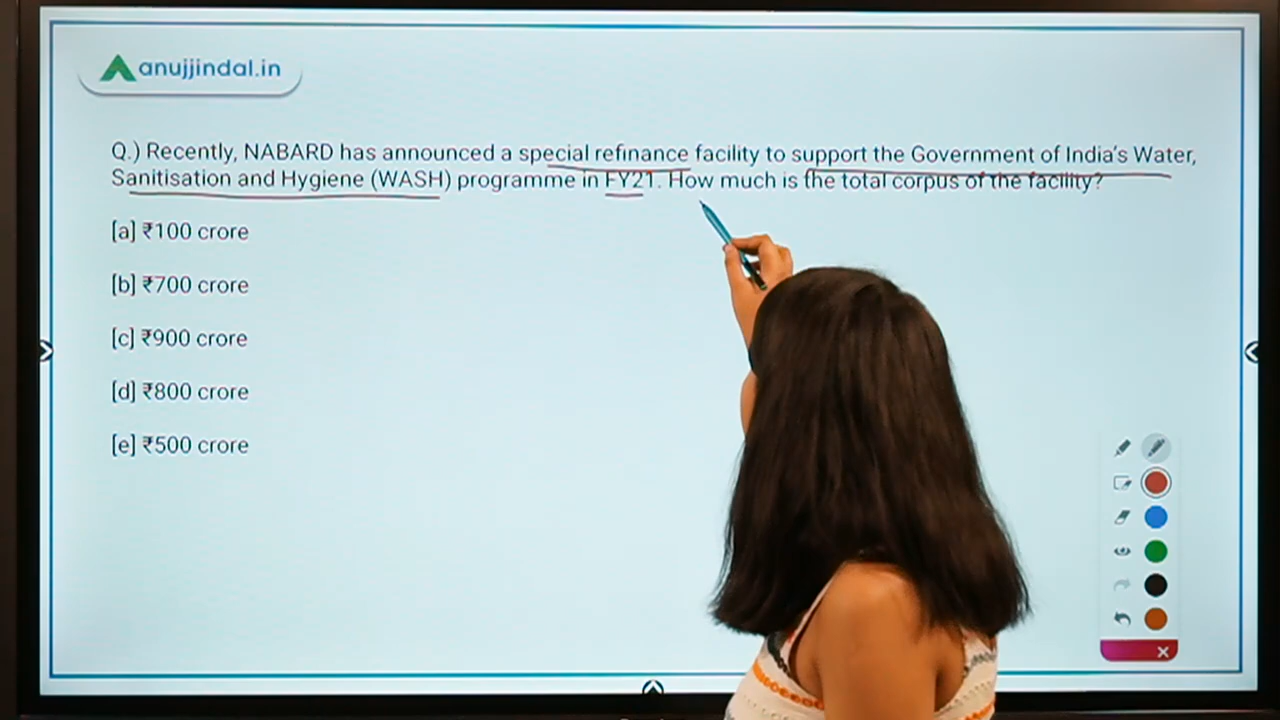 anujjindal.in
Q.) Recently, NABARD has announced a special refinance facility to support the Government of India's Water,
Sanitisation and Hygiene (WASH) programme in FY21. How much is the total corpus of the facility?
[a] ₹100 crore
[b] ₹700 crore
[c] ₹900 crore
[d] ₹800 crore
[e] ₹500 crore